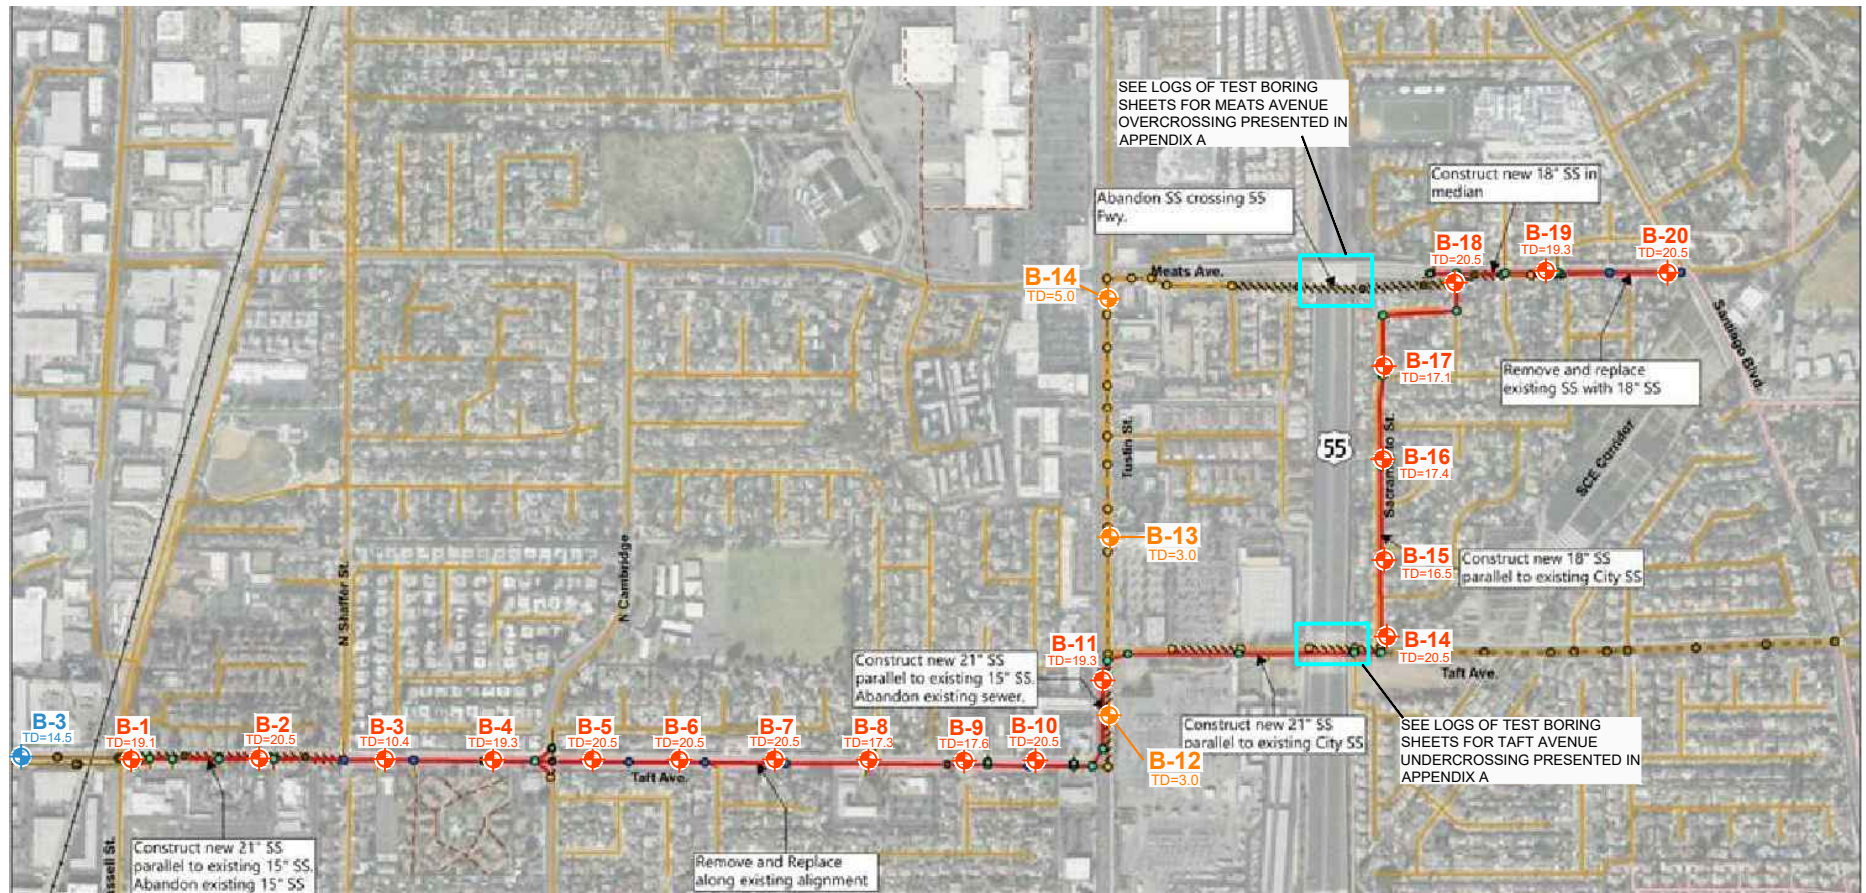 SEE LOGS OF TEST BORING
SHEETS FOR MEATS AVENUE
OVERCROSSING PRESENTED IN
APPENDIX A
Construct new 18" SS in
median
Abandon SS crossing 55
Fwy.
B-18
TD=20.5
B-19
TD=19.3
B-20
TD=20.5
Meats Ave.
B-14
TD=5.0
Santiago Blvd.
B-17
TD=17.1
Remove and replace
existing SS with 18" SS
Tustin St.
55
Sacramento St.
B-16
TD=17.4
SCE Corridor
B-13
TD=3.0
B-15
TD=16.5
Construct new 18" SS
parallel to existing City SS
N Shaffer St.
N Cambridge
B-11
TD=19.3
B-14
TD=20.5
Taft Ave.
Construct new 21" SS
parallel to existing 15" SS.
Abandon existing sewer.
Construct new 21" SS
parallel to existing City SS
SEE LOGS OF TEST BORING
SHEETS FOR TAFT AVENUE
UNDERCROSSING PRESENTED IN
APPENDIX A
B-3
TD=14.5
B-1
TD=19.1
B-2
TD=20.5
B-3
TD=10.4
B-4
TD=19.3
B-5
TD=20.5
B-6
TD=20.5
B-7
TD=20.5
B-8
TD=17.3
B-9
TD=17.6
B-10
TD=20.5
B-12
TD=3.0
Taft Ave.
ssell St.
Construct new 21" SS
parallel to existing 15" SS.
Abandon existing 15" SS
Remove and Replace
along existing alignment